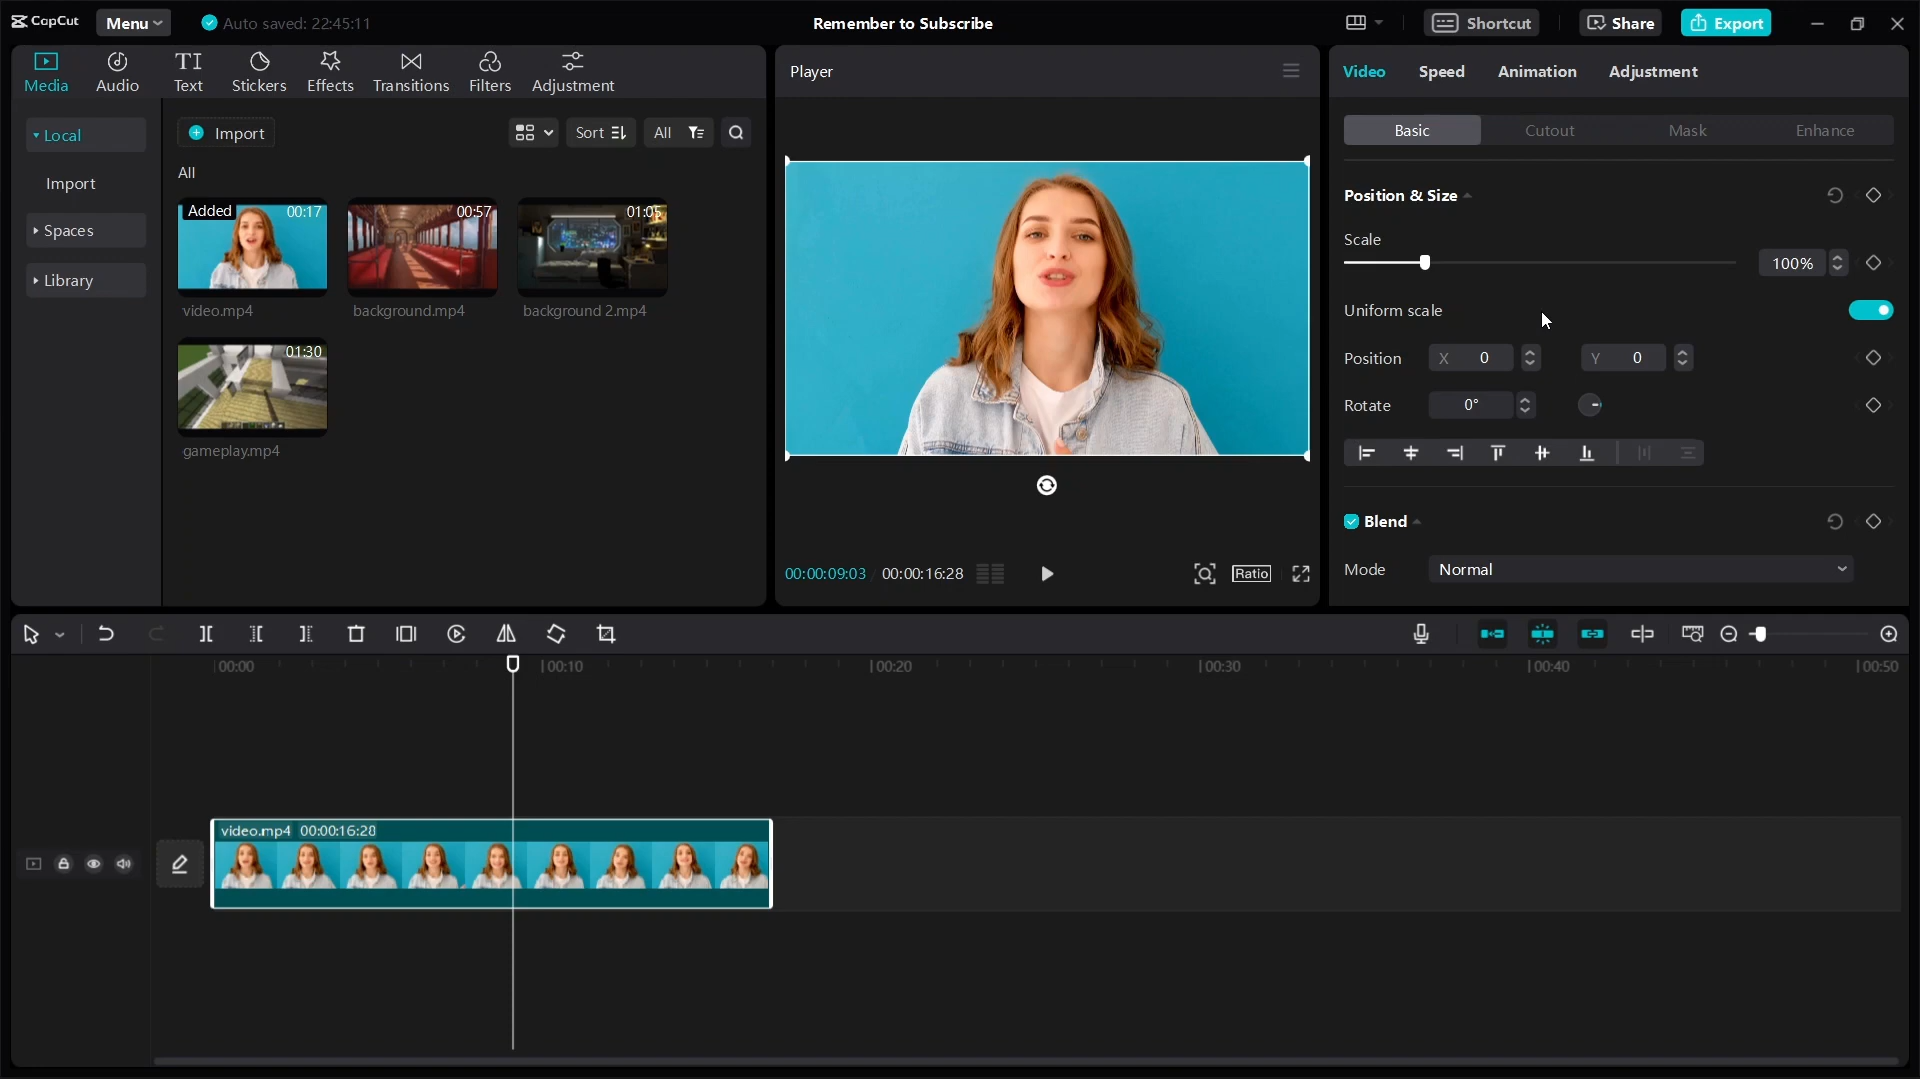 CapCut Menu Auto saved: 22:45:11 Remember to Subscribe Shortcut Share Export
Media Audio Text Stickers Effects Transitions Filters Adjustment
Local
Import
Spaces
Library
Import Sort All
All
Added 00:17 00:57 01:05
video.mp4 background.mp4 background 2.mp4
01:30
gameplay.mp4
Player
00:00:09:03 00:00:16:28 Ratio
Video Speed Animation Adjustment
Basic Cutout Mask Enhance
Position & Size
Scale
100%
Uniform scale
Position X 0 Y 0
Rotate 0°
Blend
Mode Normal
00:00 00:10 00:20 00:30 00:40 00:50
video.mp4 00:00:16:28